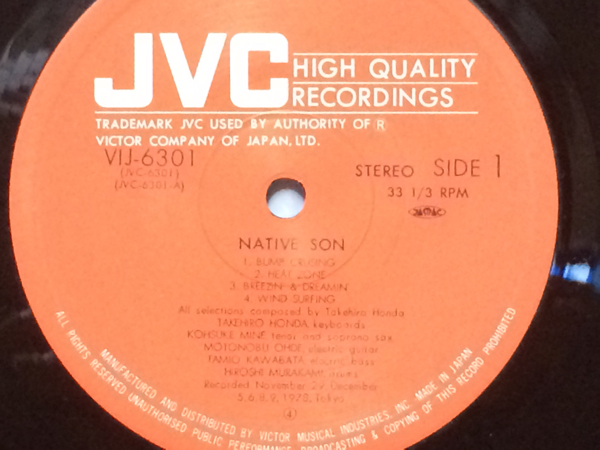 JVC
HIGH QUALITY
RECORDINGS
TRADEMARK JVC USED BY AUTHORITY OF ®
VICTOR COMPANY OF JAPAN, LTD.
VIJ-6301
(JVC-6301)
(JVC-6301-A)
STEREO SIDE 1
33 1/3 RPM
NATIVE SON
1. BUMP CRUSING
2. HEAT ZONE
3. BREEZIN' & DREAMIN'
4. WIND SURFING
All selections composed by Takehiro Honda
TAKEHIRO HONDA, keyboards
KOHSUKE MINE, tenor and soprano sax
MOTONOBU OHDE, electric guitar
TAMIO KAWABATA, electric bass
HIROSHI MURAKAMI, drums
Recorded November 29, December
5,6,8,9, 1978, Tokyo
④
MANUFACTURED AND DISTRIBUTED BY VICTOR MUSICAL INDUSTRIES, INC. MADE IN JAPAN
ALL RIGHTS RESERVED UNAUTHORISED PUBLIC PERFORMANCE, BROADCASTING & COPYING OF THIS RECORD PROHIBITED